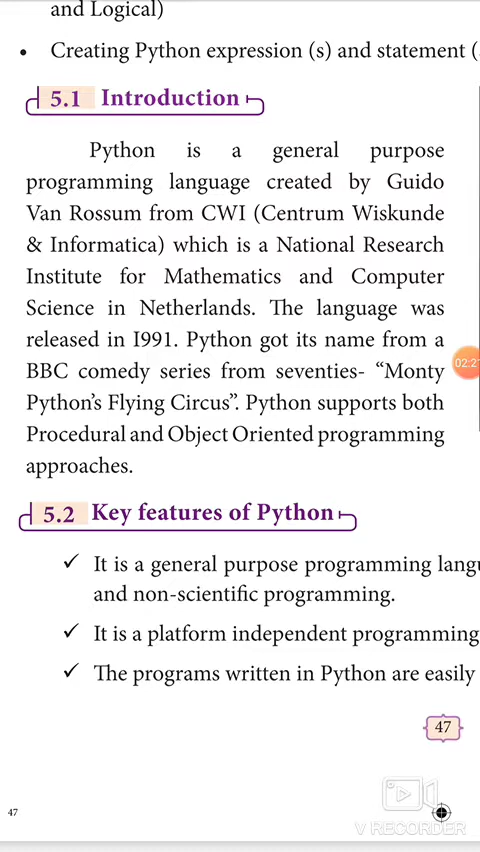 and Logical)
• Creating Python expression (s) and statement (
5.1 Introduction
Python is a general purpose
programming language created by Guido
Van Rossum from CWI (Centrum Wiskunde
& Informatica) which is a National Research
Institute for Mathematics and Computer
Science in Netherlands. The language was
released in I991. Python got its name from a
BBC comedy series from seventies- “Monty
Python’s Flying Circus”. Python supports both
Procedural and Object Oriented programming
approaches.
02:2
5.2 Key features of Python
✓ It is a general purpose programming langu
and non-scientific programming.
✓ It is a platform independent programming
✓ The programs written in Python are easily
47
47
V RECORDER